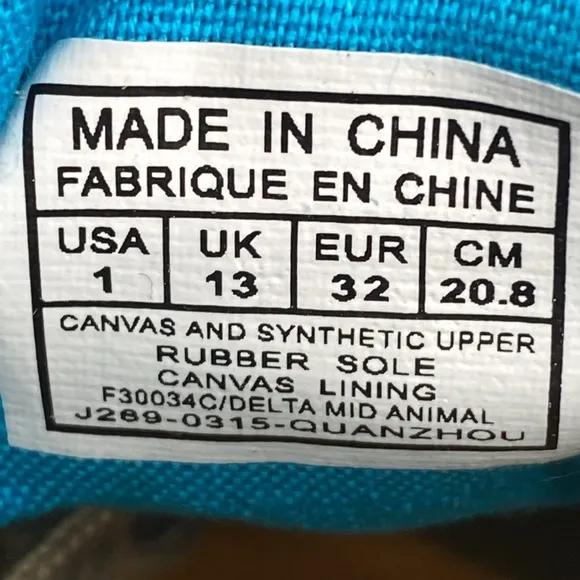 MADE IN CHINA
FABRIQUE EN CHINE
USA UK EUR CM
1 13 32 20.8
CANVAS AND SYNTHETIC UPPER
RUBBER SOLE
CANVAS LINING
F30034C/DELTA MID ANIMAL
J289-0315-QUANZHOU